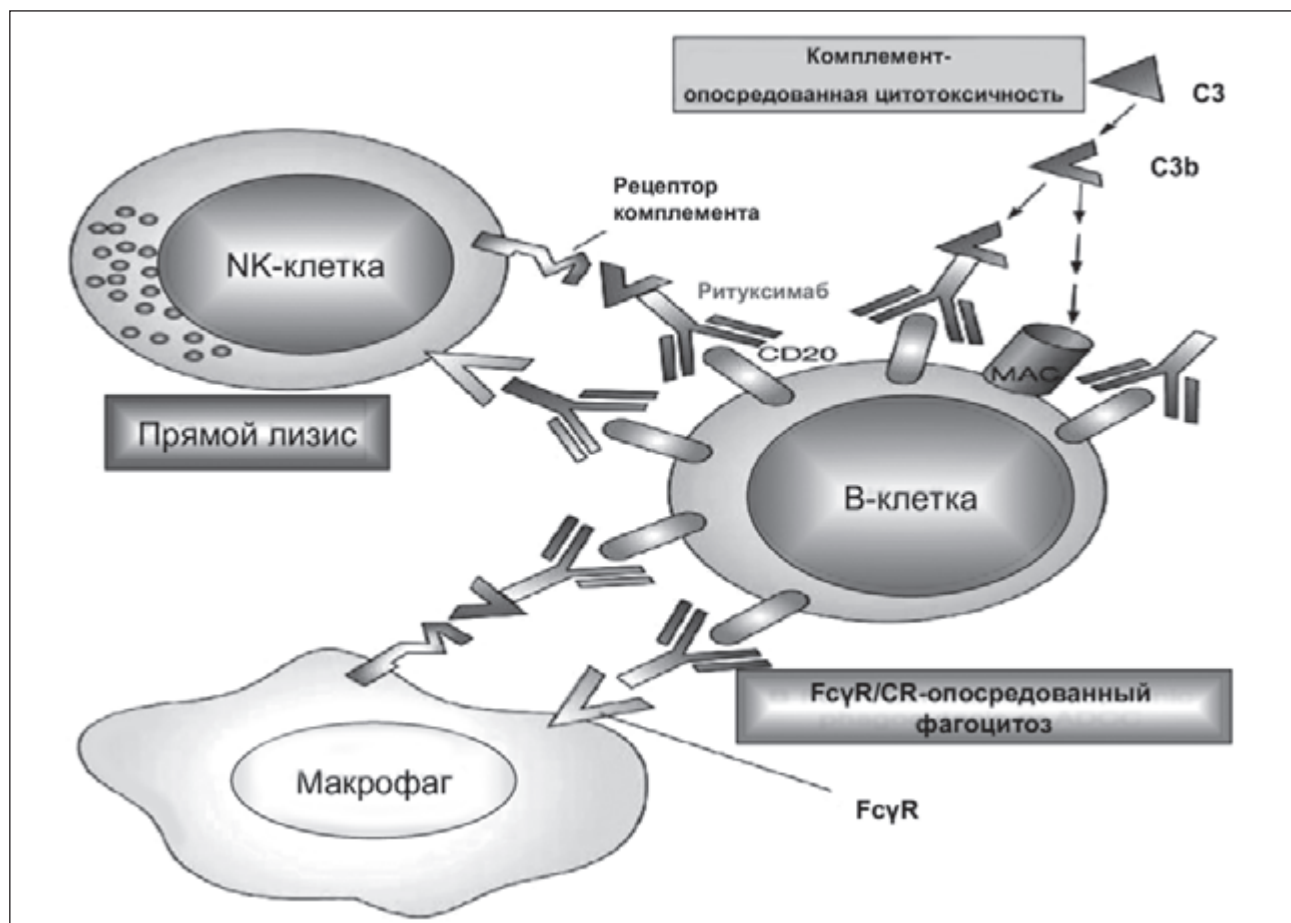 Комплемент-
опосредованная цитотоксичность
C3
C3b
Рецептор
комплемента
NK-клетка
Ритуксимаб
CD20
MAC
Прямой лизис
В-клетка
FcγR/CR-опосредованный
фагоцитоз
Макрофаг
FcγR